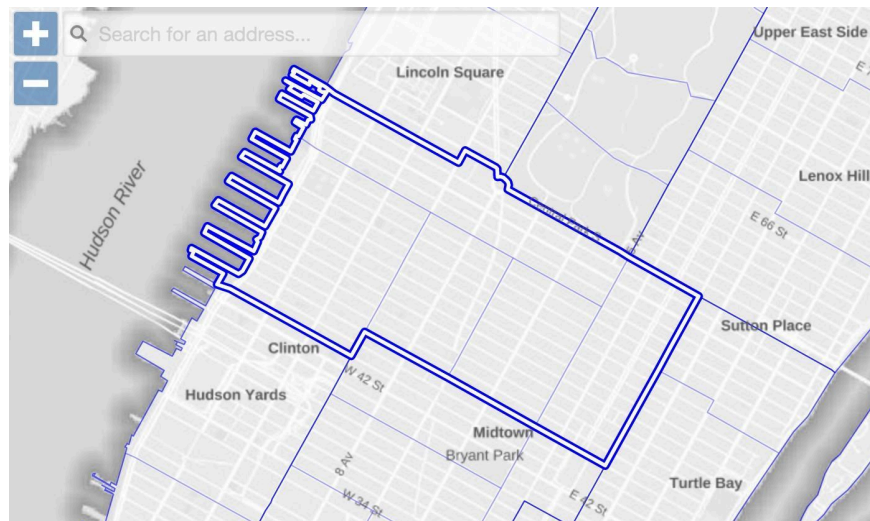 +
Search for an address...
−
Upper East Side
Lincoln Square
Lenox Hill
Hudson River
E 66 St
Sutton Place
Clinton
W 42 St
Hudson Yards
Midtown
Bryant Park
8 Av
Turtle Bay
W 34 St
E 42 St